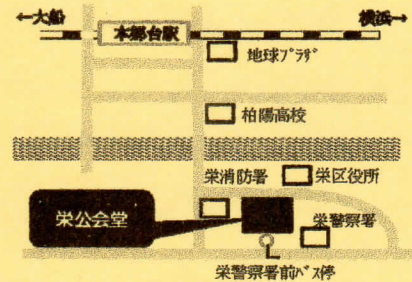 ←大船 本郷台駅 横浜→
地球プラザ
柏陽高校
栄消防署 栄区役所
栄公会堂
栄警察署
栄警察署前バス停